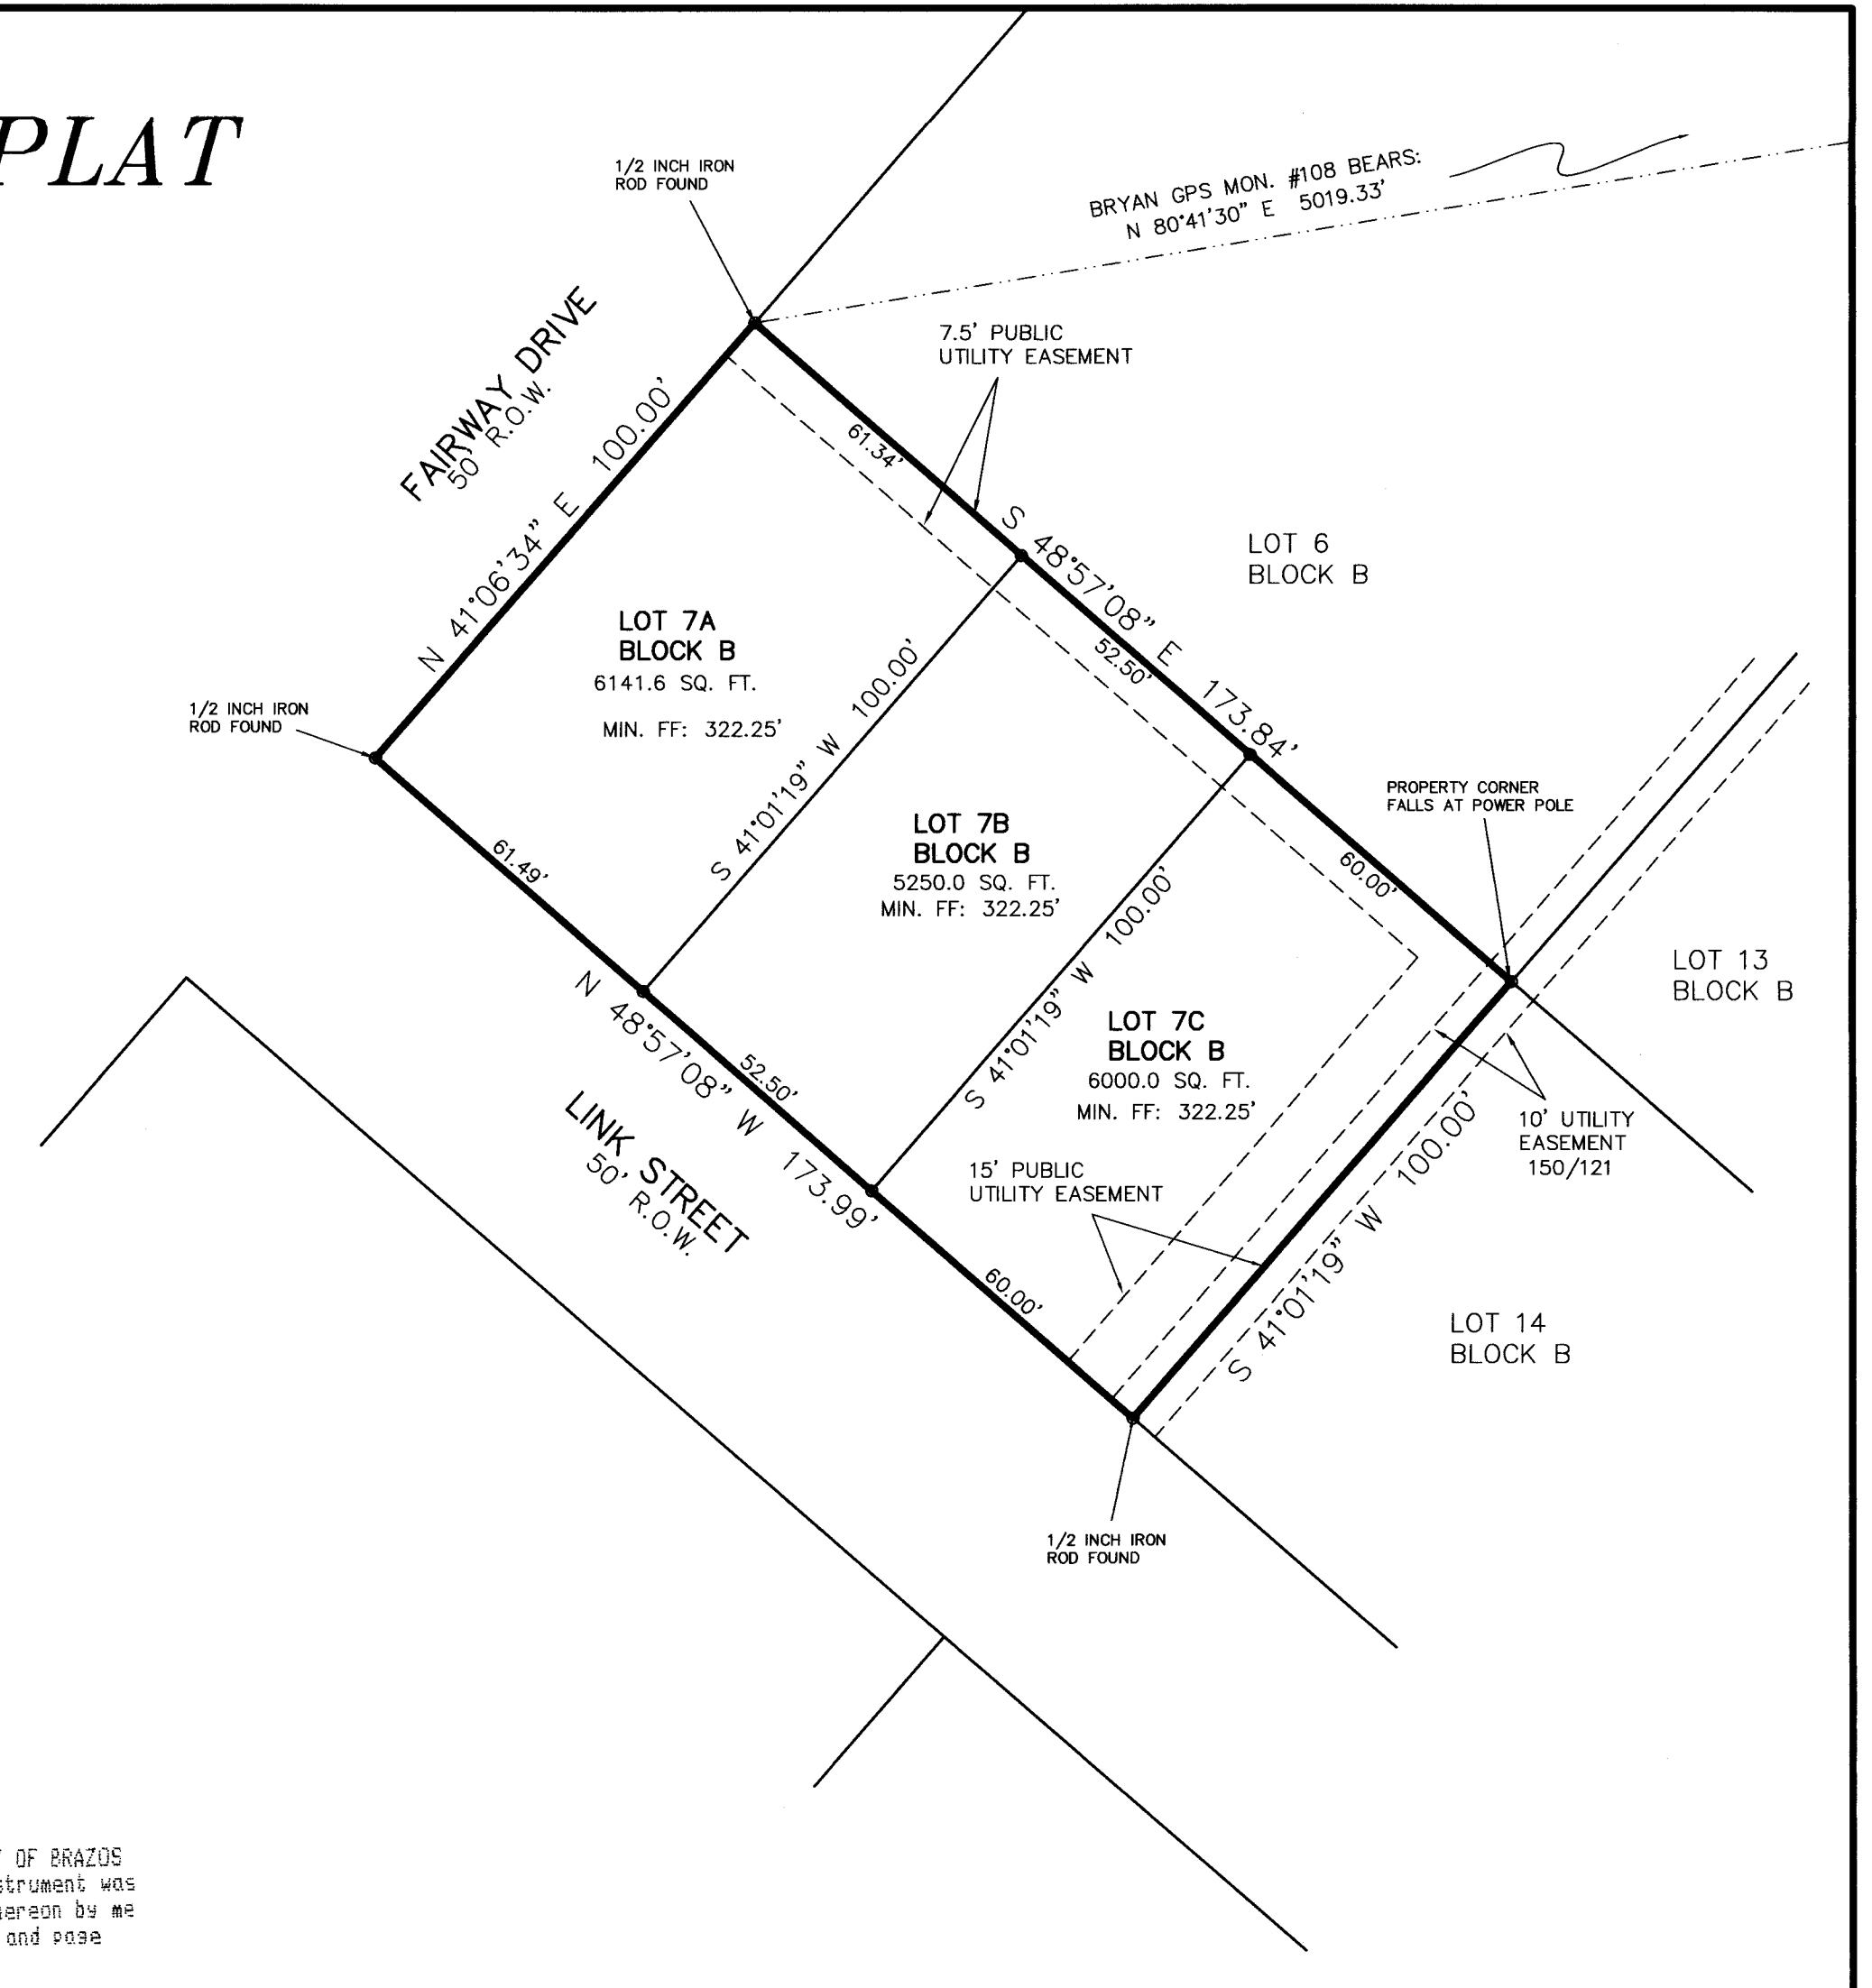 PLAT
1/2 INCH IRON
ROD FOUND
BRYAN GPS MON. #108 BEARS:
N 80°41'30" E 5019.33'
FAIRWAY DRIVE
50' R.O.W.
N 41°06'34" E 100.00'
7.5' PUBLIC
UTILITY EASEMENT
61.34'
S 48°57'08" E 173.84'
52.50'
60.00'
LOT 6
BLOCK B
LOT 7A
BLOCK B
6141.6 SQ. FT.
MIN. FF: 322.25'
1/2 INCH IRON
ROD FOUND
S 41°01'19" W 100.00'
LOT 7B
BLOCK B
5250.0 SQ. FT.
MIN. FF: 322.25'
PROPERTY CORNER
FALLS AT POWER POLE
61.49'
S 41°01'19" W 100.00'
LOT 13
BLOCK B
LOT 7C
BLOCK B
6000.0 SQ. FT.
MIN. FF: 322.25'
N 48°57'08" W 173.99'
52.50'
60.00'
LINK STREET
50' R.O.W.
10' UTILITY
EASEMENT
150/121
15' PUBLIC
UTILITY EASEMENT
S 41°01'19" W 100.00'
LOT 14
BLOCK B
1/2 INCH IRON
ROD FOUND
OF BRAZOS
strument was
hereon by me
and page